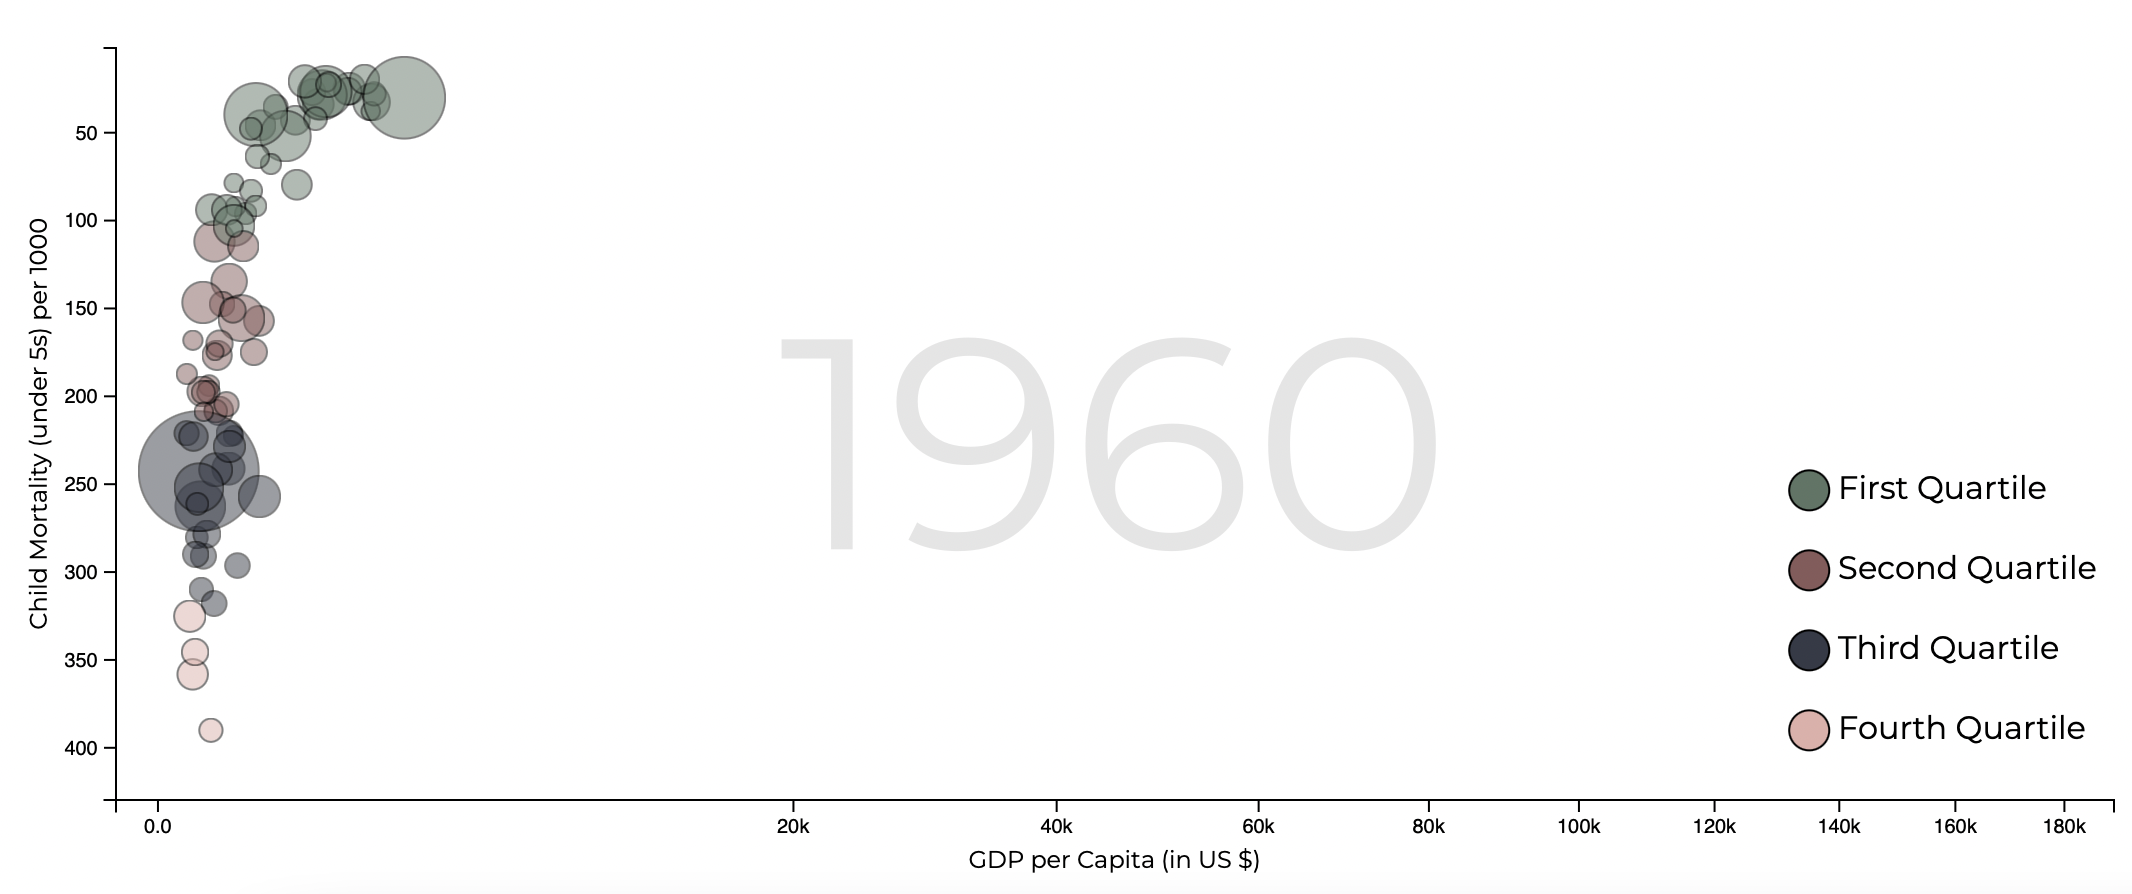 Child Mortality (under 5s) per 1000
50
100
150
200
250
300
350
400
1960
First Quartile
Second Quartile
Third Quartile
Fourth Quartile
0.0 20k 40k 60k 80k 100k 120k 140k 160k 180k
GDP per Capita (in US $)